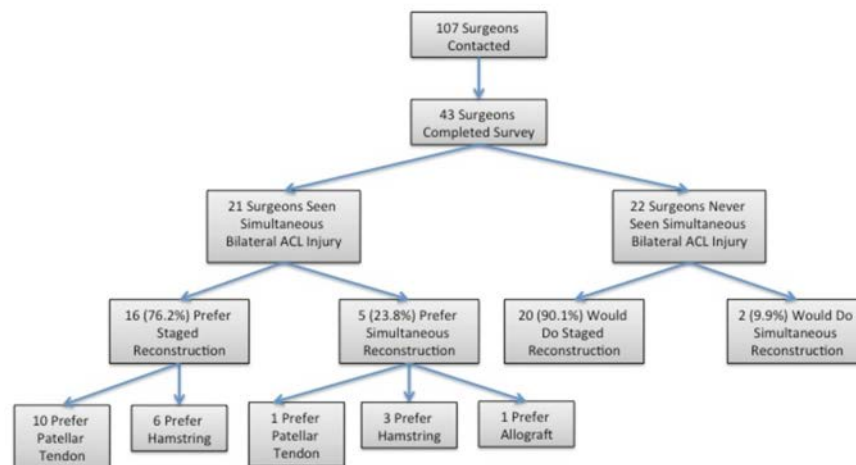 107 Surgeons
Contacted
43 Surgeons
Completed Survey
21 Surgeons Seen
Simultaneous
Bilateral ACL Injury
22 Surgeons Never
Seen Simultaneous
Bilateral ACL Injury
16 (76.2%) Prefer
Staged
Reconstruction
5 (23.8%) Prefer
Simultaneous
Reconstruction
20 (90.1%) Would
Do Staged
Reconstruction
2 (9.9%) Would Do
Simultaneous
Reconstruction
10 Prefer
Patellar
Tendon
6 Prefer
Hamstring
1 Prefer
Patellar
Tendon
3 Prefer
Hamstring
1 Prefer
Allograft